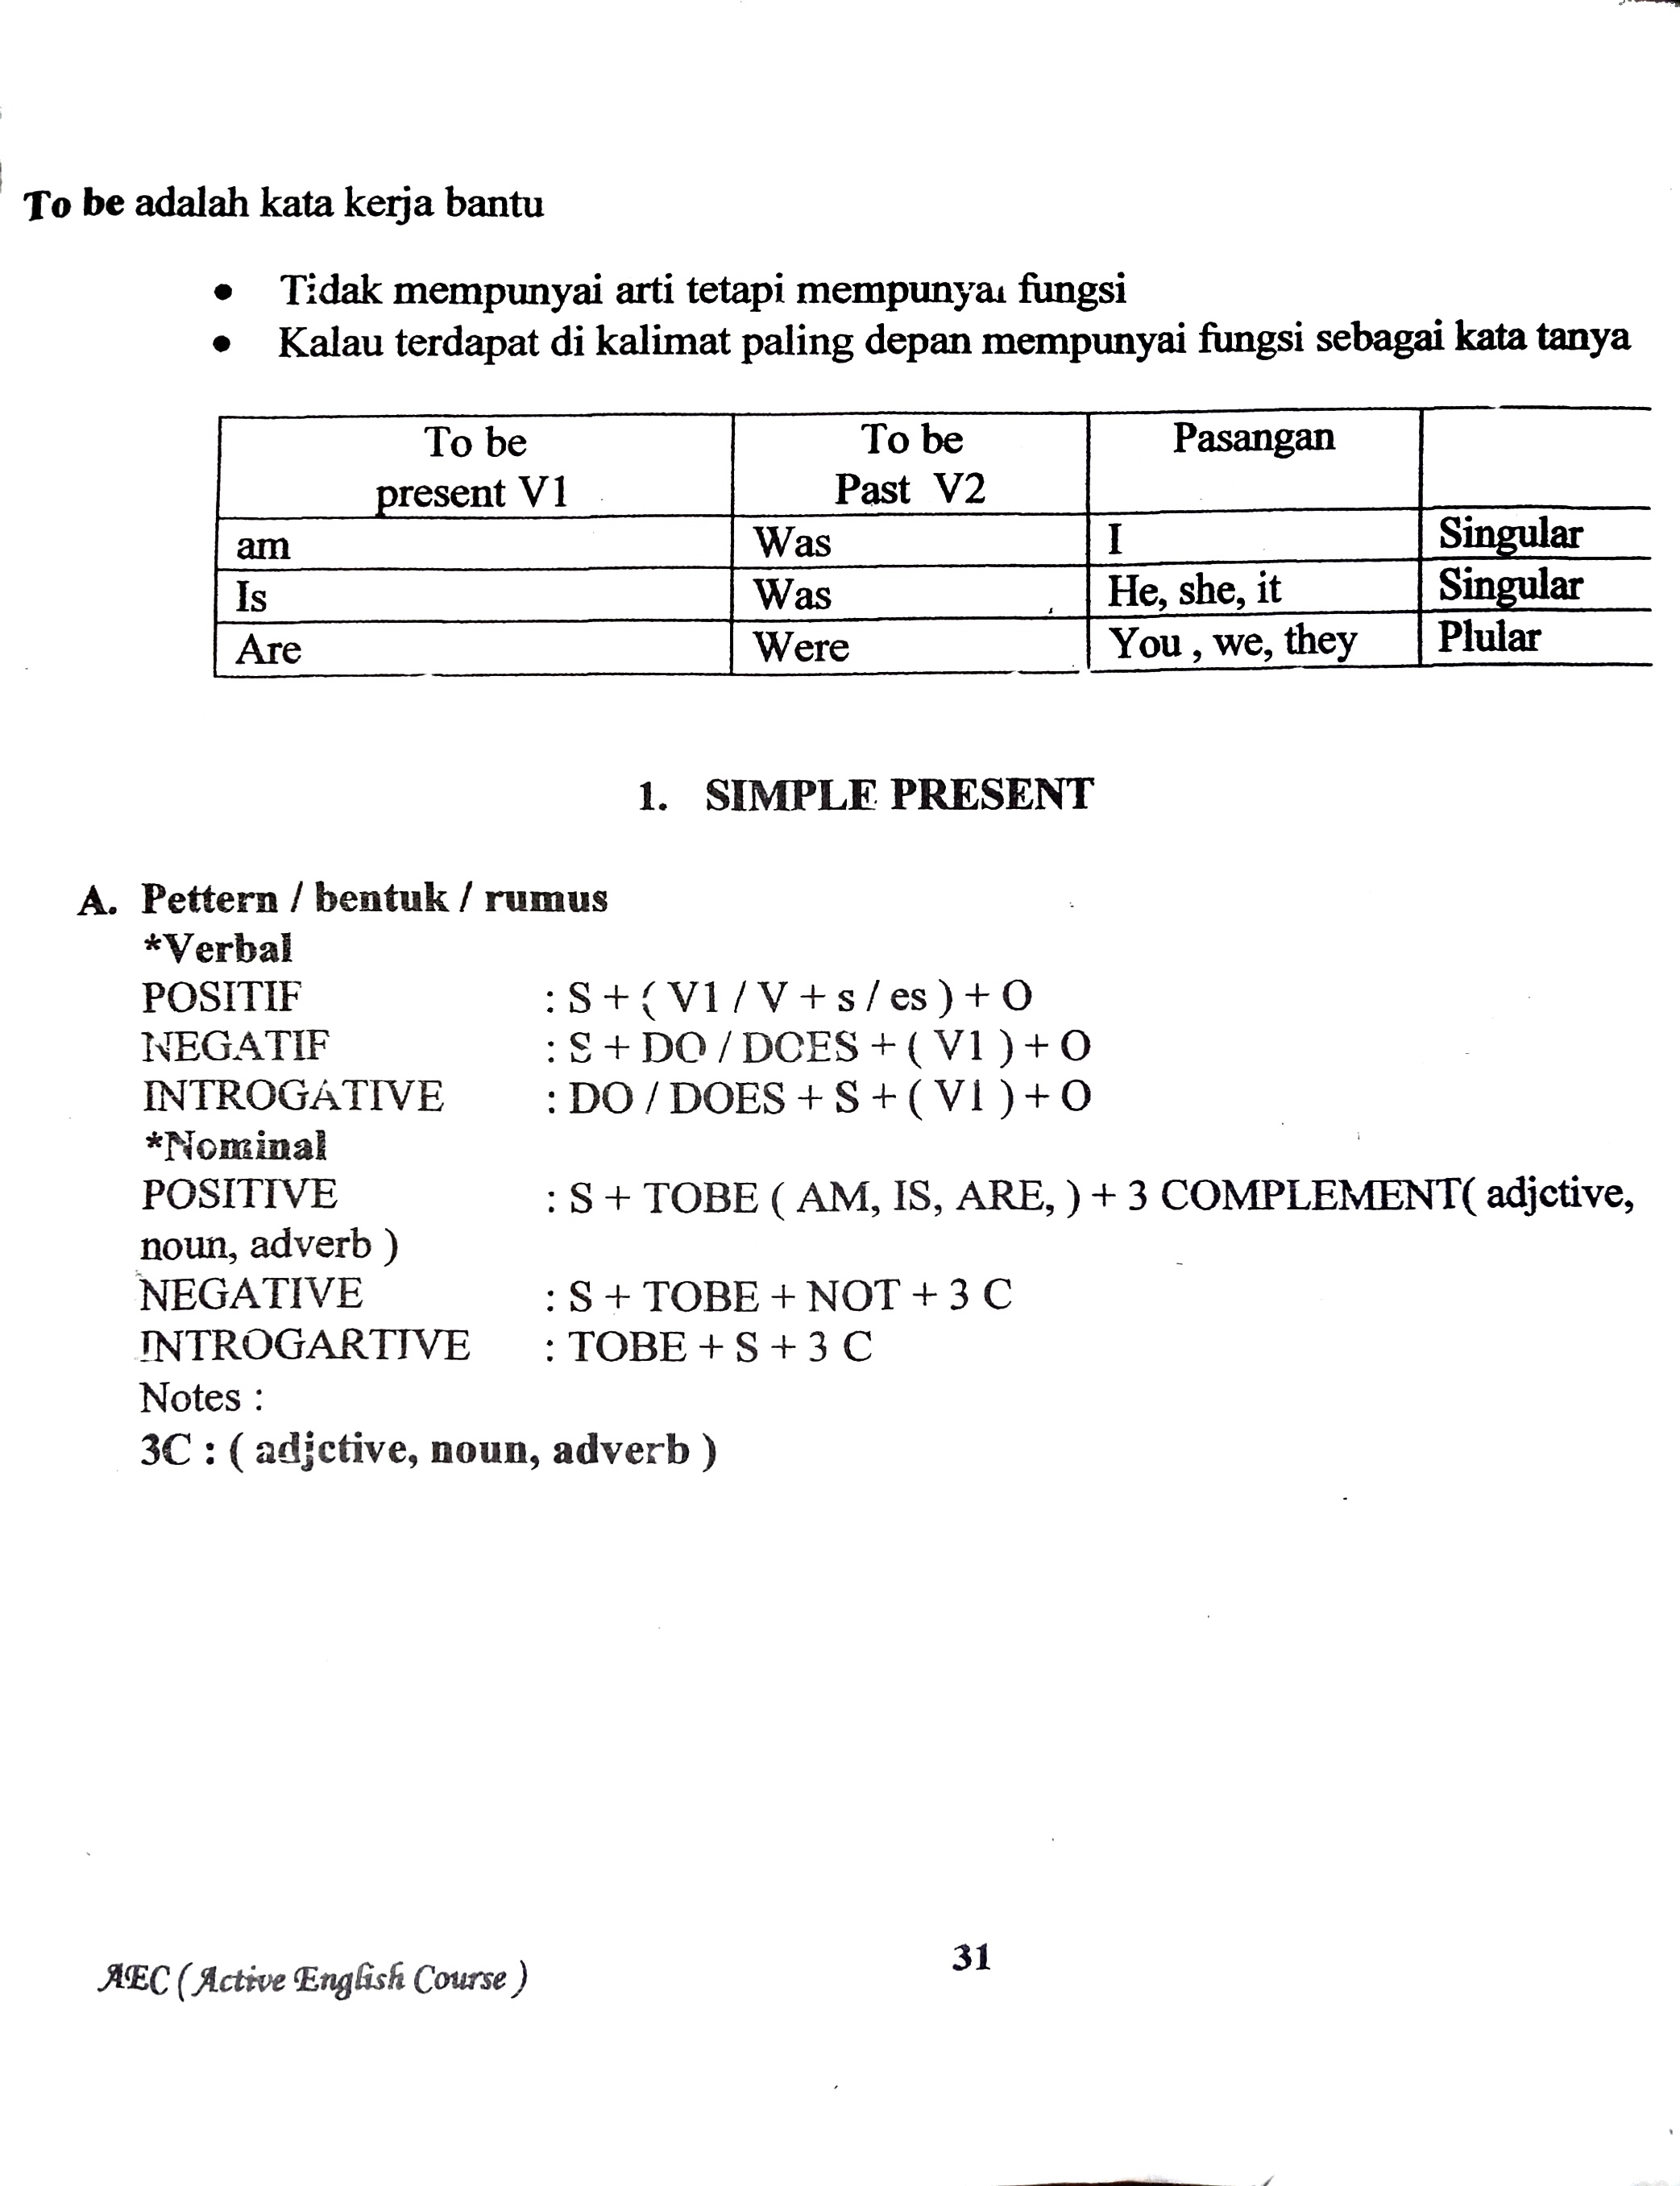 To be adalah kata kerja bantu
• Tidak mempunyai arti tetapi mempunyai fungsi
• Kalau terdapat di kalimat paling depan mempunyai fungsi sebagai kata tanya
To be present V1 To be Past V2 Pasangan
am Was I Singular
Is Was He, she, it Singular
Are Were You , we, they Plular
1. SIMPLE PRESENT
A. Pettern / bentuk / rumus
*Verbal
POSITIF : S + ( V1 / V + s / es ) + O
NEGATIF : S + DO / DOES + ( V1 ) + O
INTROGATIVE : DO / DOES + S + ( V1 ) + O
*Nominal
POSITIVE : S + TOBE ( AM, IS, ARE, ) + 3 COMPLEMENT( adjctive,
noun, adverb )
NEGATIVE : S + TOBE + NOT + 3 C
INTROGARTIVE : TOBE + S + 3 C
Notes :
3C : ( adjctive, noun, adverb )
31
AEC ( Active English Course )